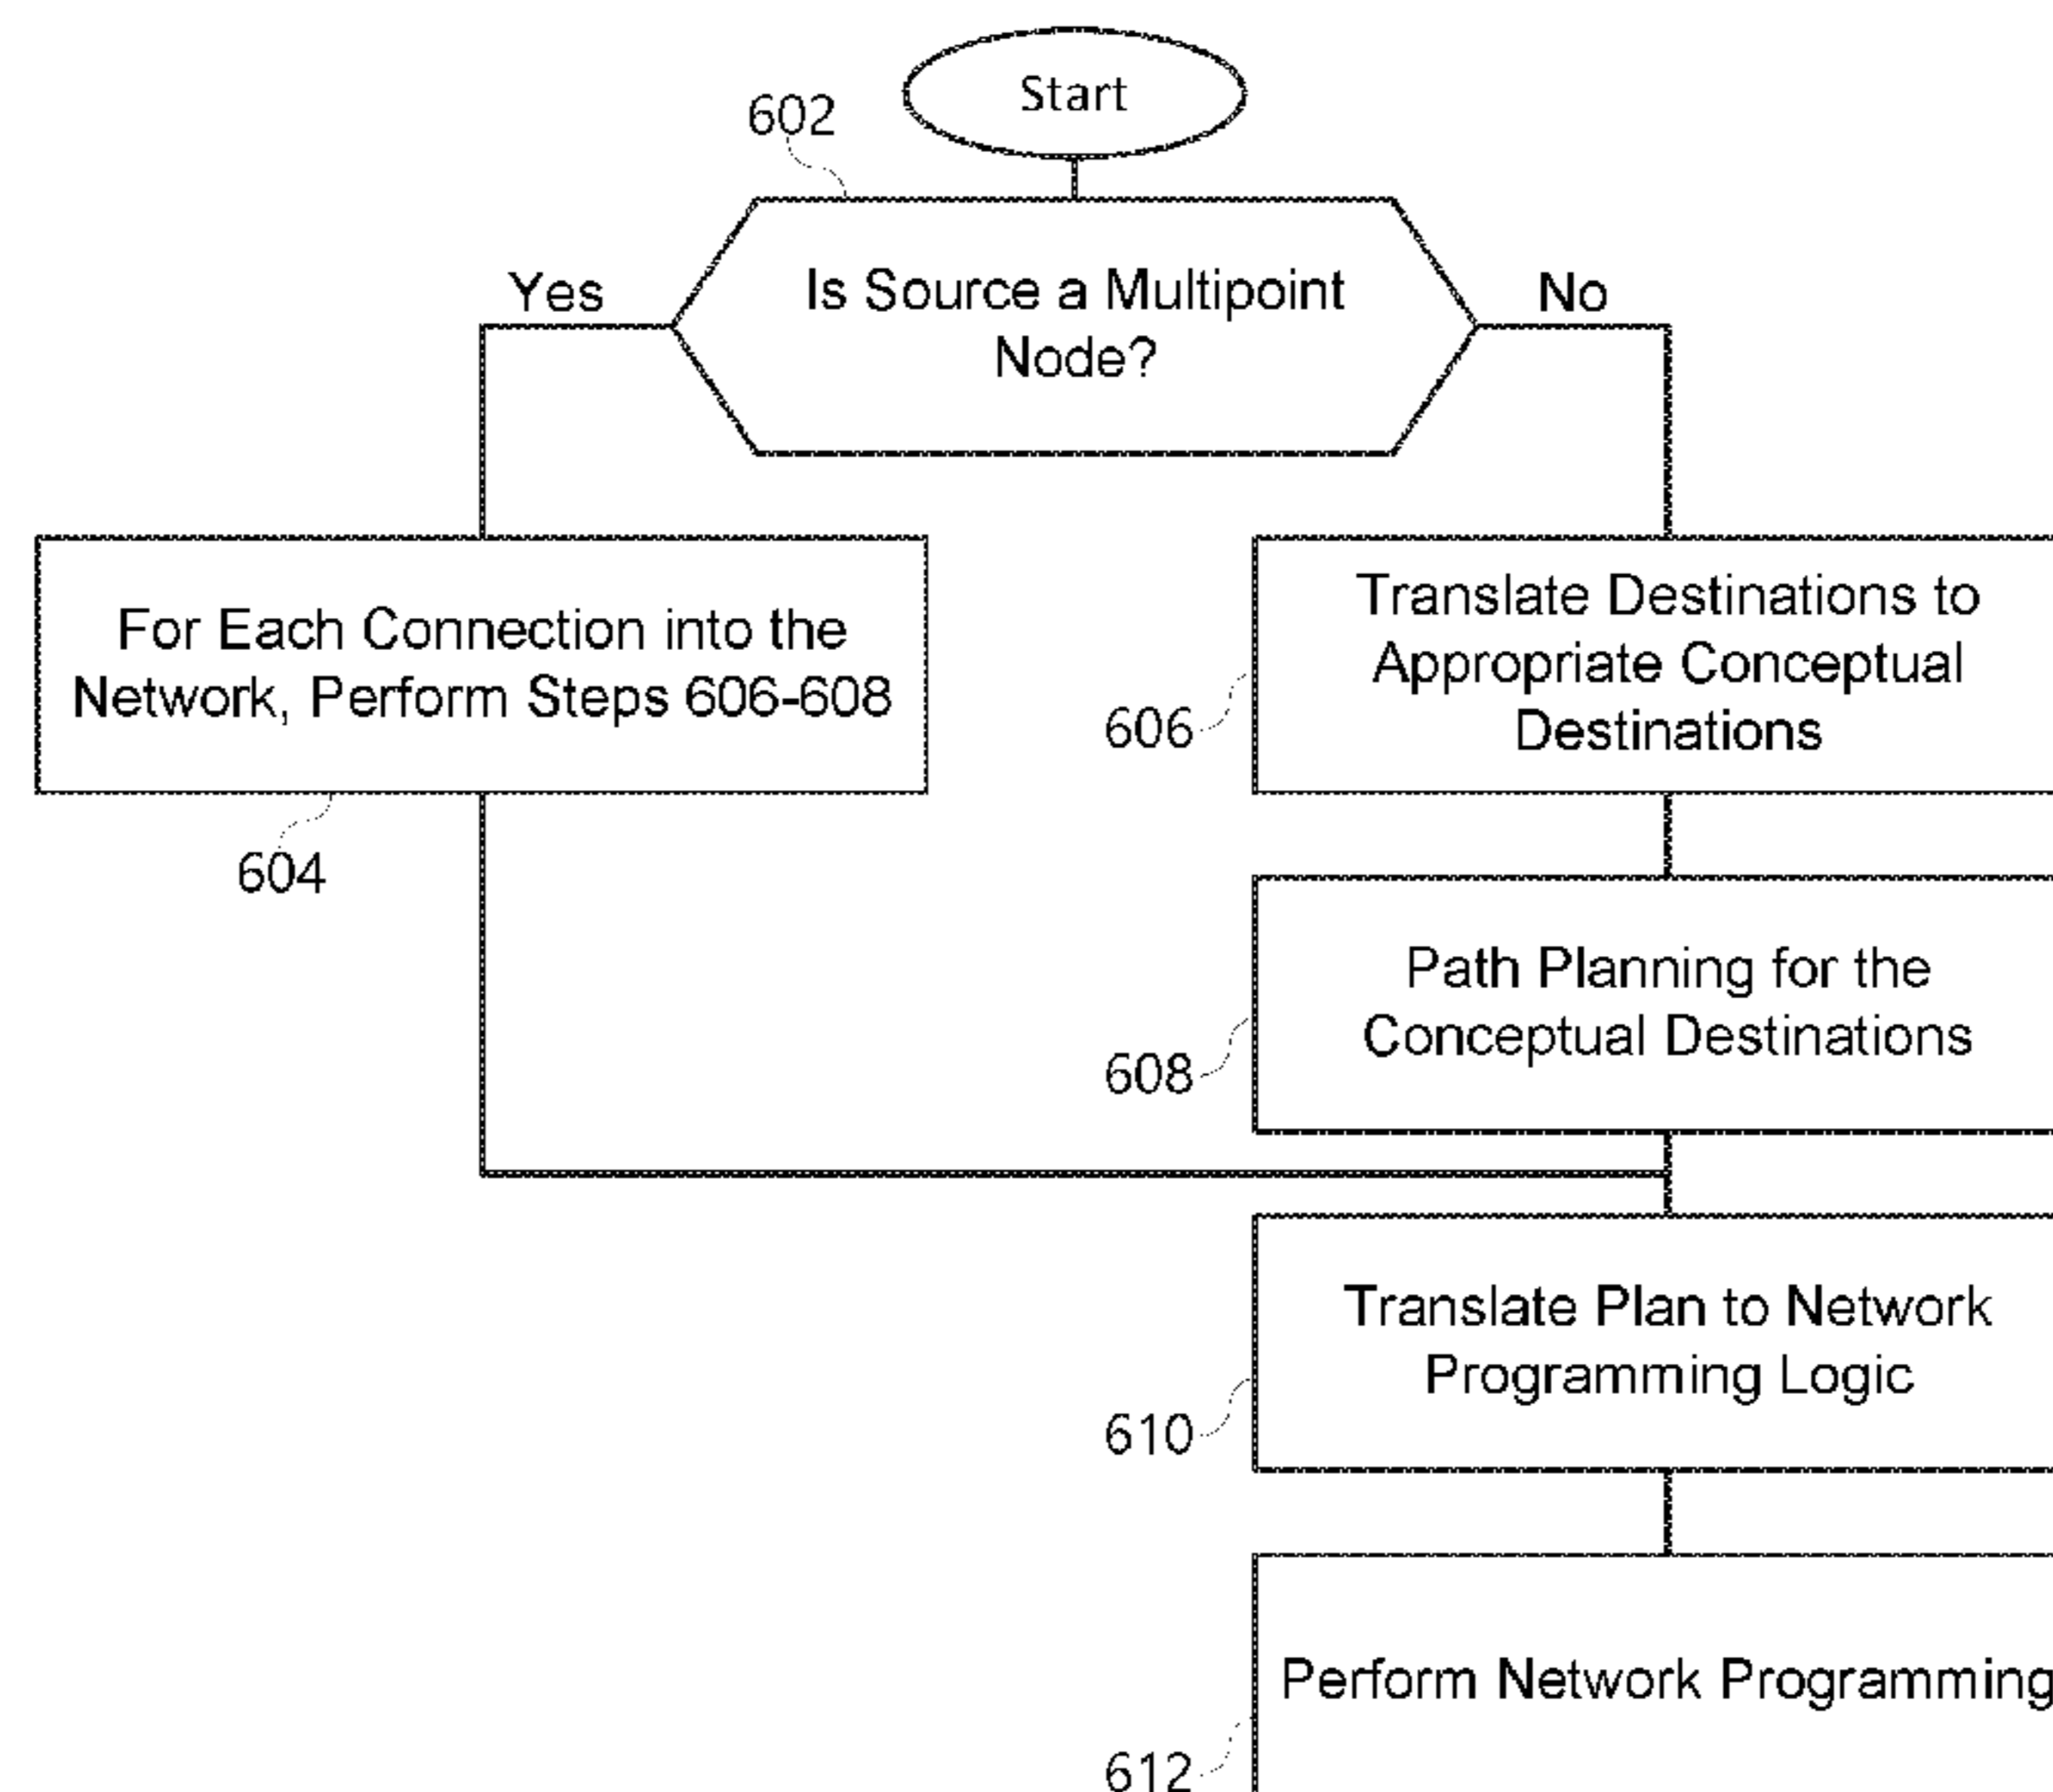 Start
602
Is Source a Multipoint
Node?
Yes
No
For Each Connection into the
Network, Perform Steps 606-608
604
Translate Destinations to
Appropriate Conceptual
Destinations
606
Path Planning for the
Conceptual Destinations
608
Translate Plan to Network
Programming Logic
610
Perform Network Programming
612